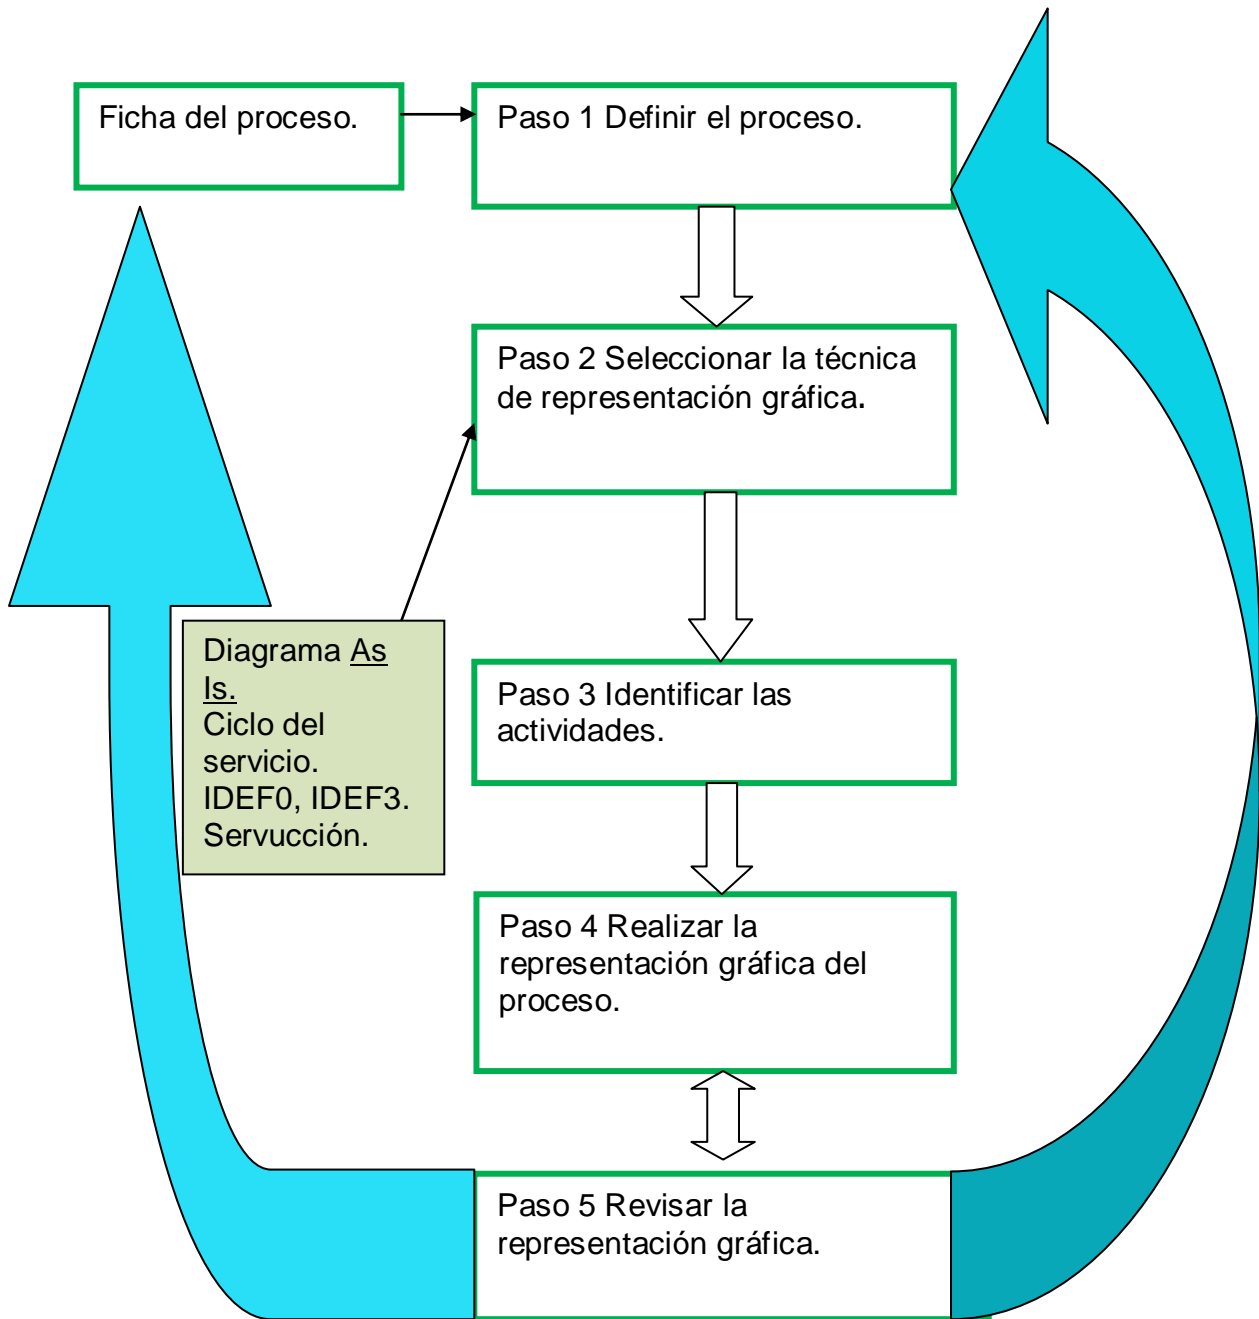 Ficha del proceso.
Paso 1 Definir el proceso.
Paso 2 Seleccionar la técnica
de representación gráfica.
Diagrama As
Is.
Ciclo del
servicio.
IDEF0, IDEF3.
Servucción.
Paso 3 Identificar las
actividades.
Paso 4 Realizar la
representación gráfica del
proceso.
Paso 5 Revisar la
representación gráfica.